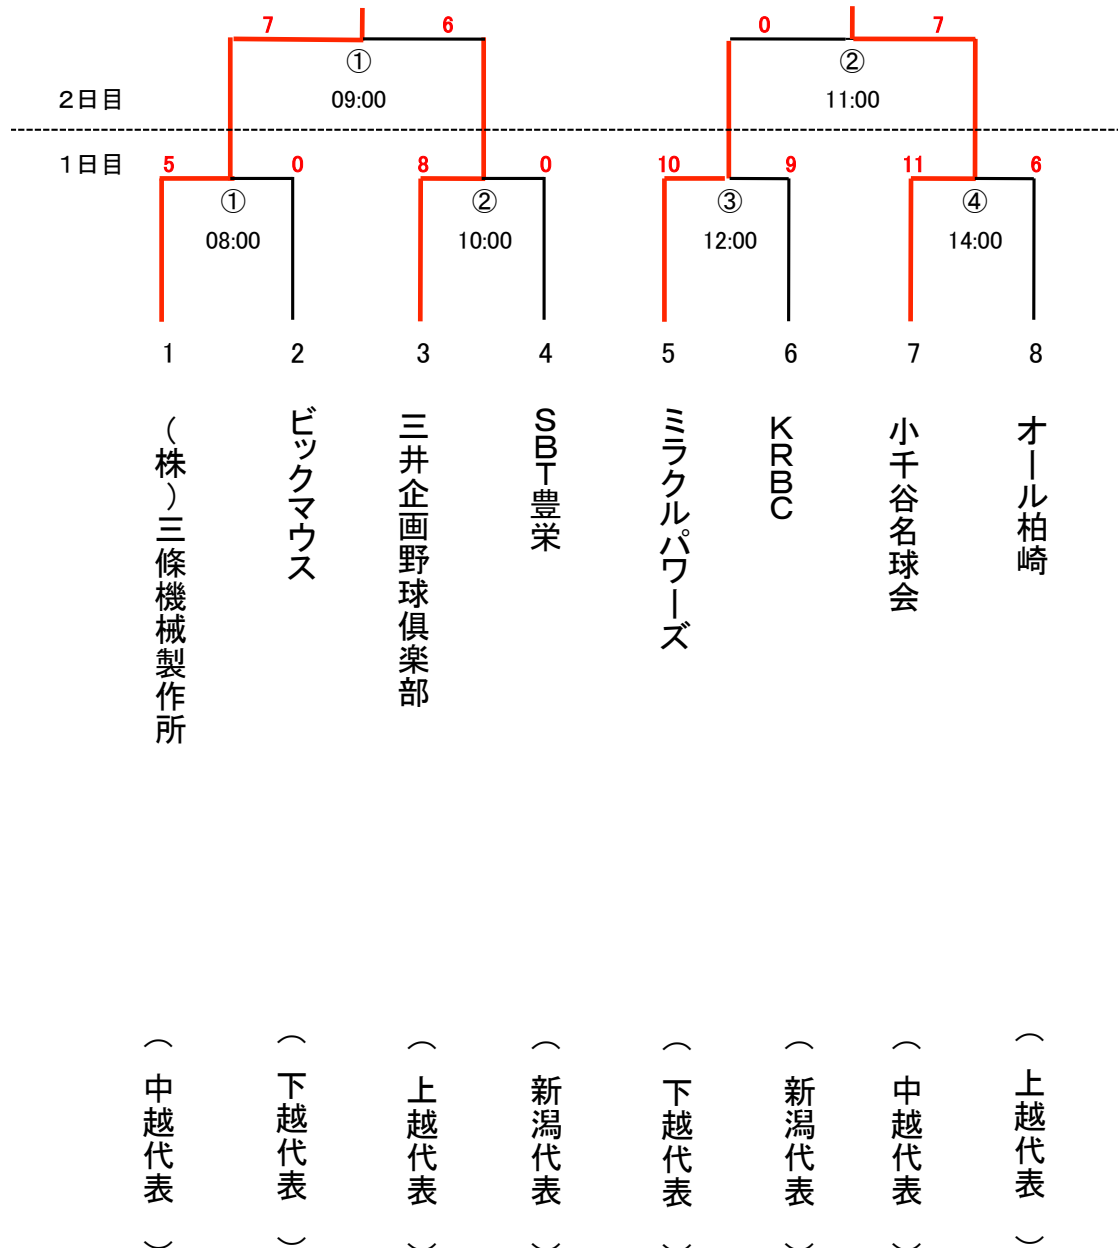 7 6 0 7
① ②
2日目 09:00 11:00
1日目 5 0 8 0 10 9 11 6
① ② ③ ④
08:00 10:00 12:00 14:00
1 2 3 4 5 6 7 8
(株)三條機械製作所
ビックマウス
三井企画野球倶楽部
SBT豊栄
ミラクルパワーズ
KRBC
小千谷名球会
オール柏崎
(中越代表)
(下越代表)
(上越代表)
(新潟代表)
(下越代表)
(新潟代表)
(中越代表)
(上越代表)